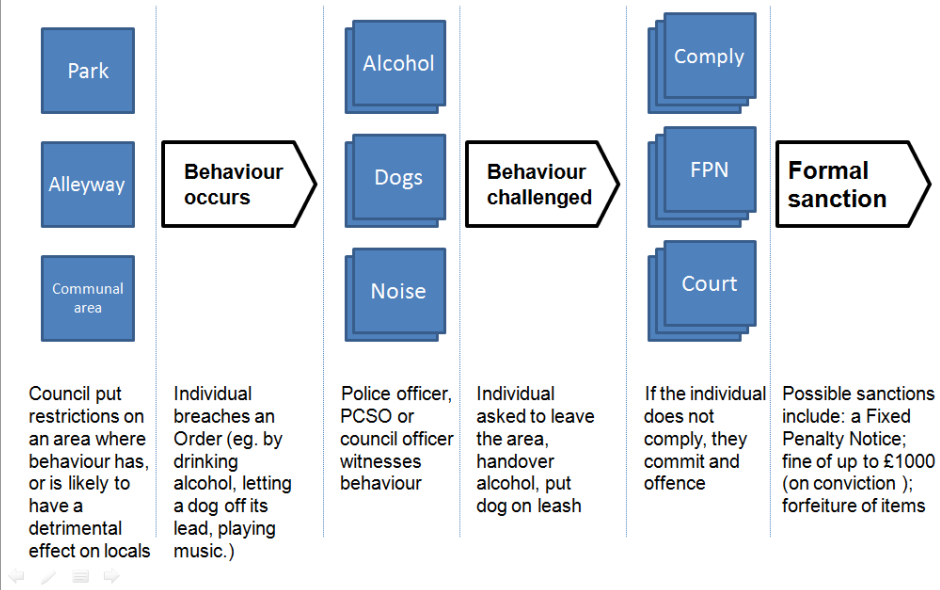 Park
Alleyway
Communal
area
Behaviour
occurs
Alcohol
Dogs
Noise
Behaviour
challenged
Comply
FPN
Court
Formal
sanction
Council put
restrictions on
an area where
behaviour has,
or is likely to
have a
detrimental
effect on locals
Individual
breaches an
Order (eg. by
drinking
alcohol, letting
a dog off its
lead, playing
music.)
Police officer,
PCSO or
council officer
witnesses
behaviour
Individual
asked to leave
the area,
handover
alcohol, put
dog on leash
If the individual
does not
comply, they
commit and
offence
Possible sanctions
include: a Fixed
Penalty Notice;
fine of up to £1000
(on conviction );
forfeiture of items